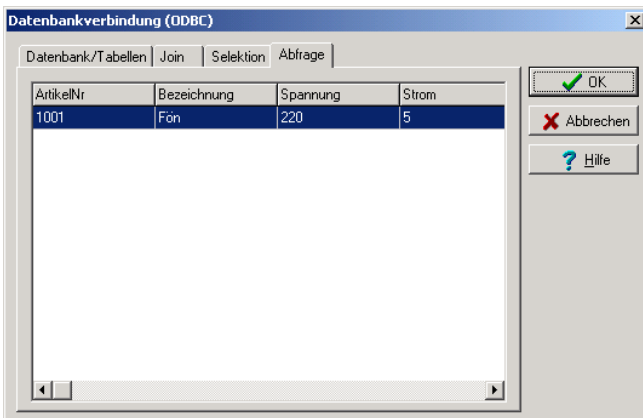 Datenbankverbindung (ODBC)
Datenbank/Tabellen Join Selektion Abfrage
ArtikelNr Bezeichnung Spannung Strom
1001 Fön 220 5
OK
Abbrechen
Hilfe